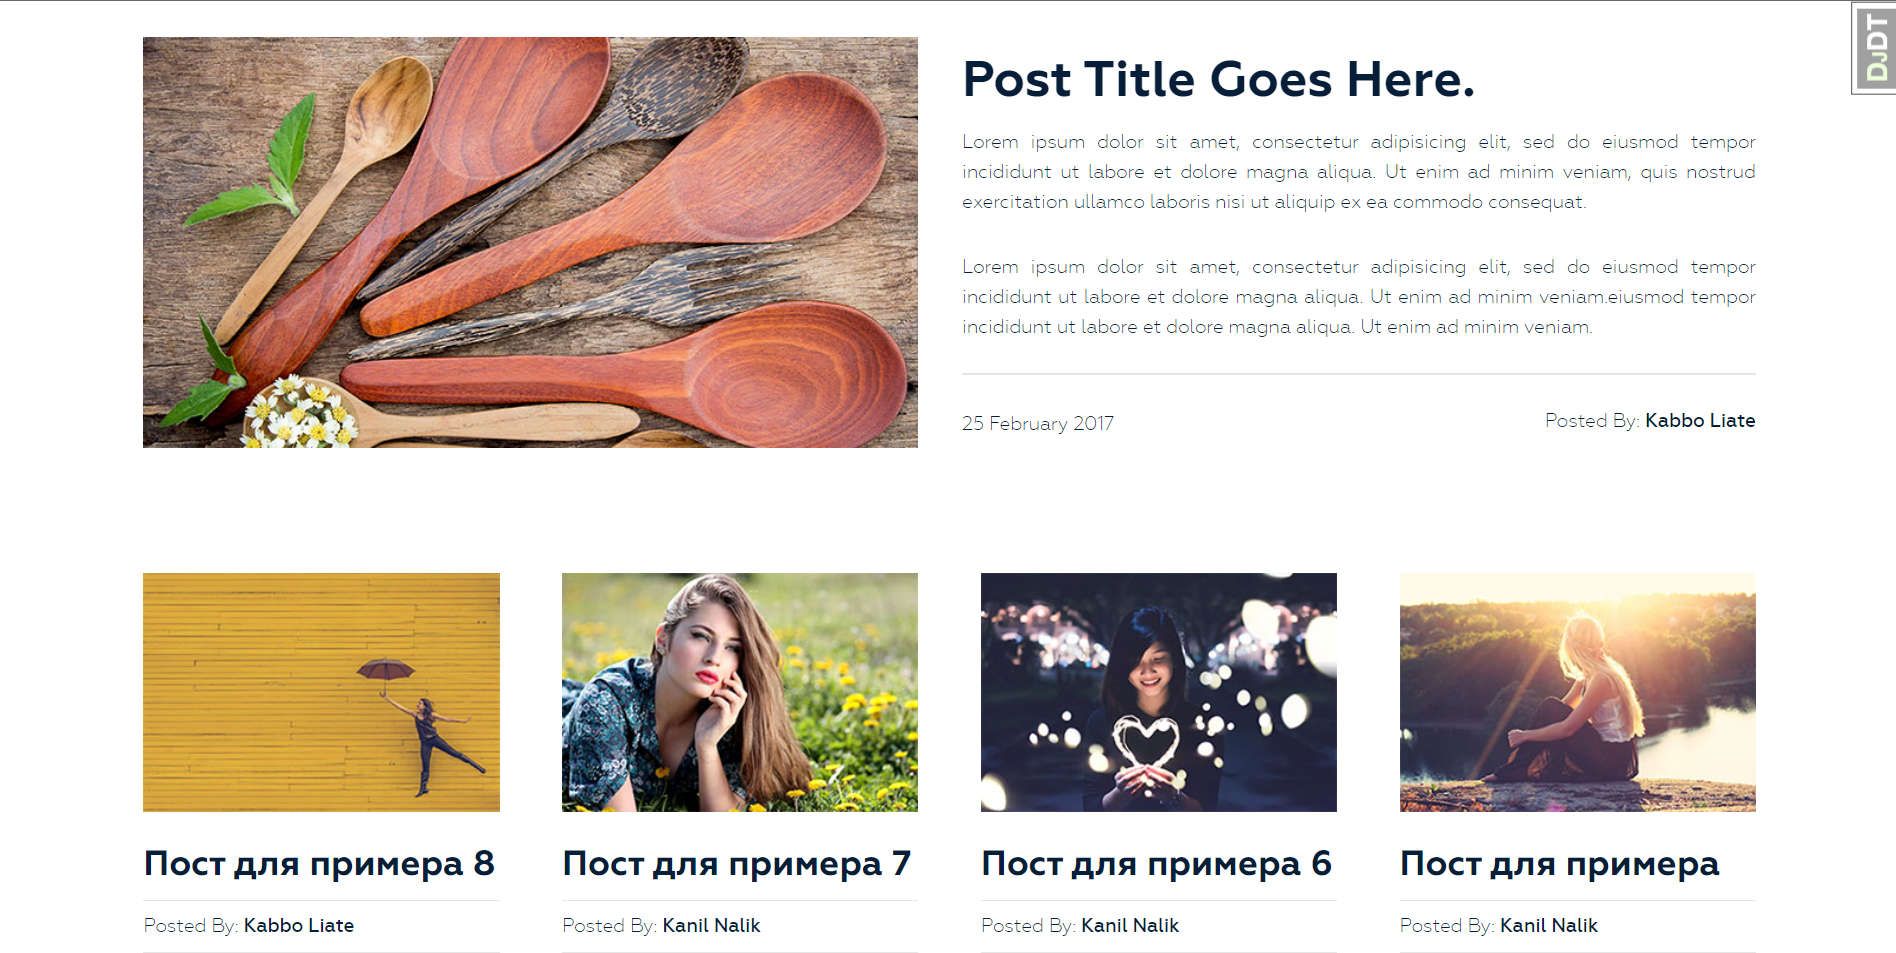 DjDT
Post Title Goes Here.
Lorem ipsum dolor sit amet, consectetur adipisicing elit, sed do eiusmod tempor
incididunt ut labore et dolore magna aliqua. Ut enim ad minim veniam, quis nostrud
exercitation ullamco laboris nisi ut aliquip ex ea commodo consequat.
Lorem ipsum dolor sit amet, consectetur adipisicing elit, sed do eiusmod tempor
incididunt ut labore et dolore magna aliqua. Ut enim ad minim veniam.eiusmod tempor
incididunt ut labore et dolore magna aliqua. Ut enim ad minim veniam.
25 February 2017
Posted By: Kabbo Liate
Пост для примера 8
Posted By: Kabbo Liate
Пост для примера 7
Posted By: Kanil Nalik
Пост для примера 6
Posted By: Kanil Nalik
Пост для примера
Posted By: Kanil Nalik